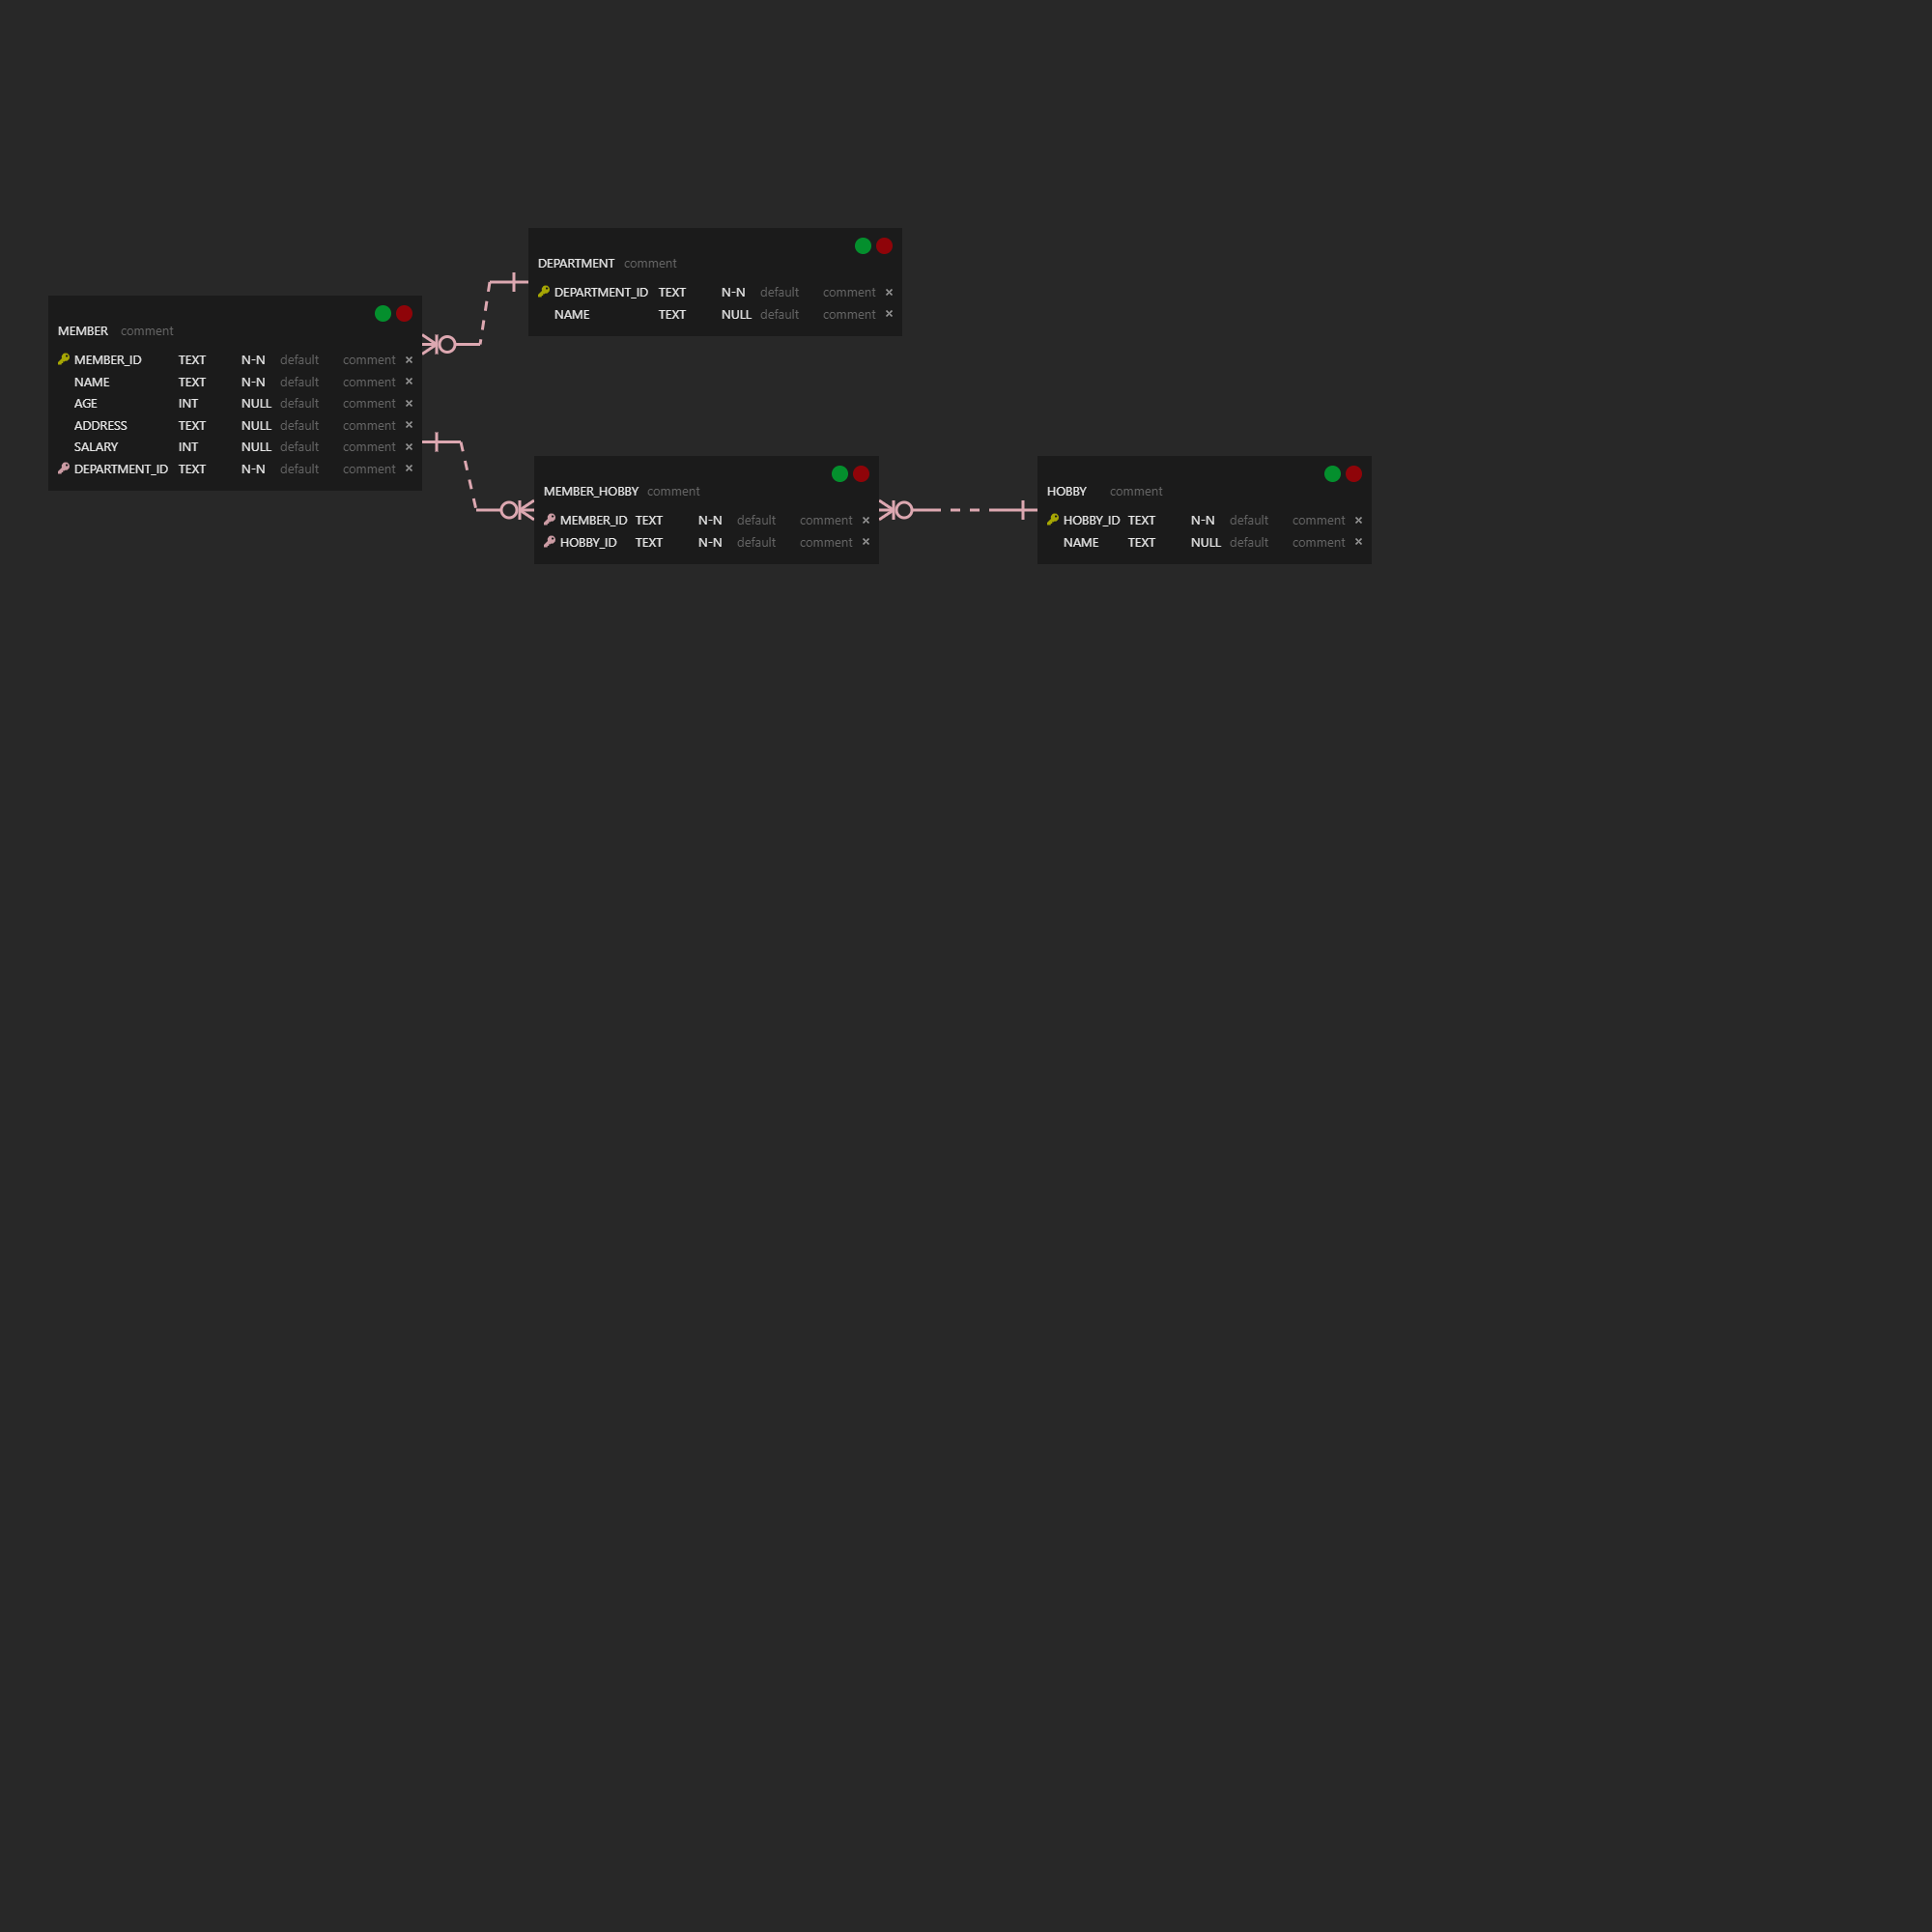 DEPARTMENT comment
DEPARTMENT_ID TEXT N-N default comment ×
NAME TEXT NULL default comment ×
MEMBER comment
MEMBER_ID TEXT N-N default comment ×
NAME TEXT N-N default comment ×
AGE INT NULL default comment ×
ADDRESS TEXT NULL default comment ×
SALARY INT NULL default comment ×
DEPARTMENT_ID TEXT N-N default comment ×
MEMBER_HOBBY comment
MEMBER_ID TEXT N-N default comment ×
HOBBY_ID TEXT N-N default comment ×
HOBBY comment
HOBBY_ID TEXT N-N default comment ×
NAME TEXT NULL default comment ×